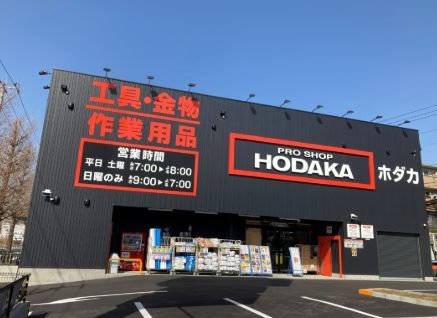 工具・金物
作業用品
営業時間
平日 土曜 AM7:00▶PM8:00
日曜のみ AM9:00▶PM7:00
PRO SHOP
HODAKA
ホダカ